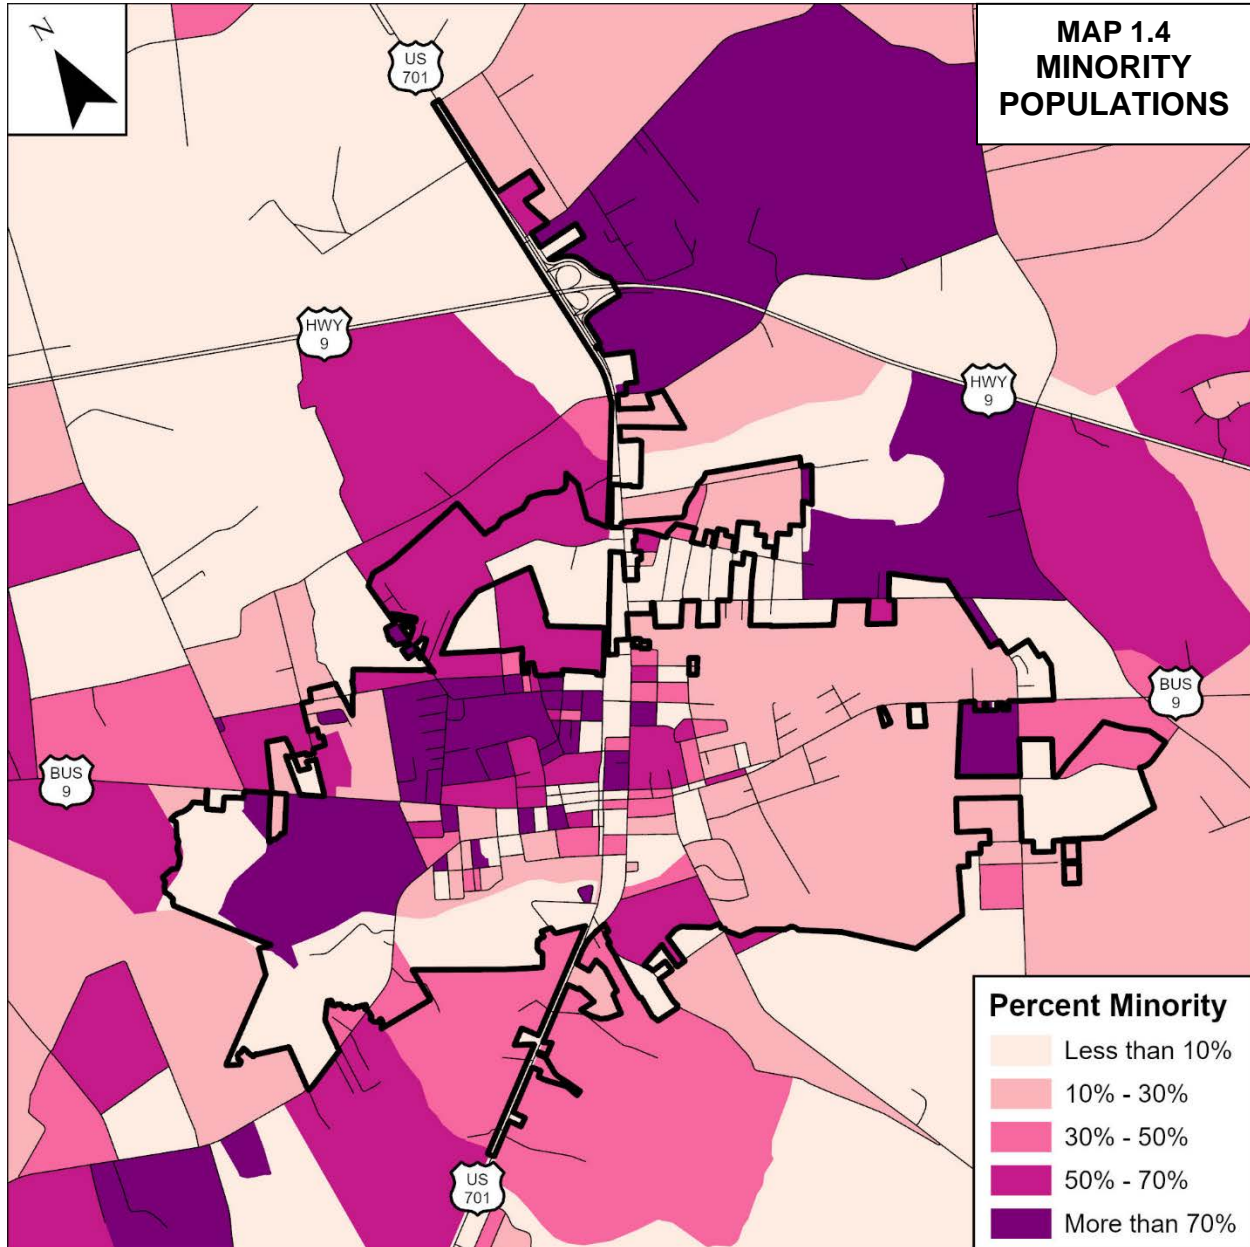 N
US
701
MAP 1.4
MINORITY
POPULATIONS
HWY
9
HWY
9
BUS
9
BUS
9
US
701
Percent Minority
Less than 10%
10% - 30%
30% - 50%
50% - 70%
More than 70%